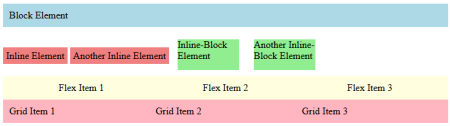 Block Element
Inline Element Another Inline Element Inline-Block Element Another Inline-Block Element
Flex Item 1 Flex Item 2 Flex Item 3
Grid Item 1 Grid Item 2 Grid Item 3